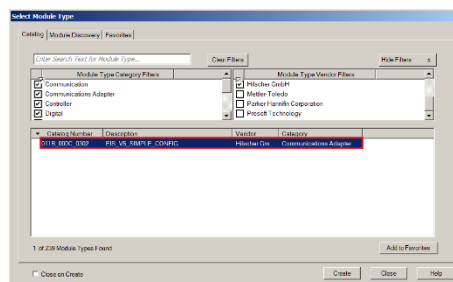 Select Module Type
Catalog Module Discovery Favorites
Enter Search Text for Module Type... Clear Filters Hide Filters
Module Type Category Filters Module Type Vendor Filters
Communication Hilscher GmbH
Communications Adapter Mettler-Toledo
Controller Parker Hannifin Corporation
Digital Prosoft Technology
Catalog Number Description Vendor Category
011B_000C_0302 EIS_V5_SIMPLE_CONFIG Hilscher Gm Communications Adapter
1 of 239 Module Types Found Add to Favorites
Close on Create Create Close Help